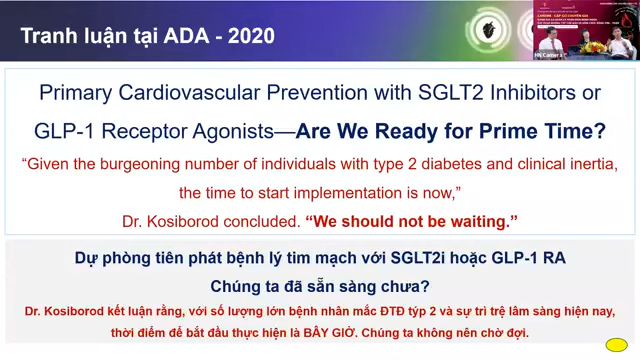 Tranh luận tại ADA - 2020
Primary Cardiovascular Prevention with SGLT2 Inhibitors or
GLP-1 Receptor Agonists—Are We Ready for Prime Time?
“Given the burgeoning number of individuals with type 2 diabetes and clinical inertia,
the time to start implementation is now,”
Dr. Kosiborod concluded. “We should not be waiting.”
Dự phòng tiên phát bệnh lý tim mạch với SGLT2i hoặc GLP-1 RA
Chúng ta đã sẵn sàng chưa?
Dr. Kosiborod kết luận rằng, với số lượng lớn bệnh nhân mắc ĐTĐ týp 2 và sự trì trệ lâm sàng hiện nay,
thời điểm để bắt đầu thực hiện là BÂY GIỜ. Chúng ta không nên chờ đợi.